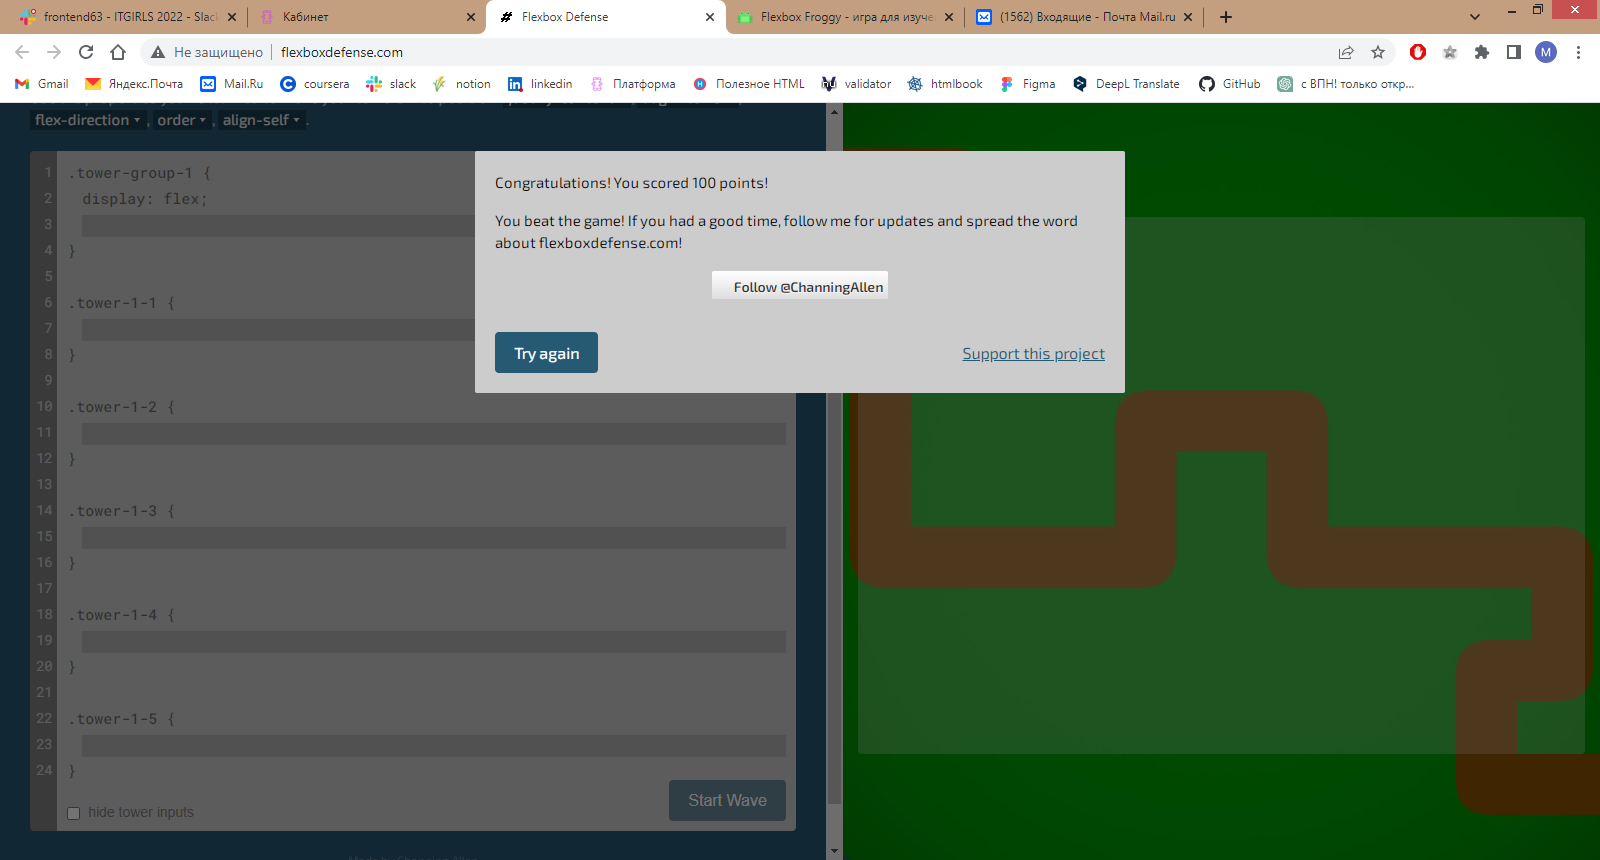 frontend63 - ITGIRLS 2022 - Slac
Кабинет
Flexbox Defense
Flexbox Froggy - игра для изуче
(1562) Входящие - Почта Mail.ru
Не защищено
flexboxdefense.com
M
Gmail
Яндекс.Почта
Mail.Ru
coursera
slack
notion
linkedin
Платформа
Полезное HTML
validator
htmlbook
Figma
DeepL Translate
GitHub
с ВПН! только откр...
flex-direction ▾, order ▾, align-self ▾.
1 .tower-group-1 {
2 display: flex;
3
4 }
5
6 .tower-1-1 {
7
8 }
9
10 .tower-1-2 {
11
12 }
13
14 .tower-1-3 {
15
16 }
17
18 .tower-1-4 {
19
20 }
21
22 .tower-1-5 {
23
24 }
hide tower inputs
Start Wave
Congratulations! You scored 100 points!
You beat the game! If you had a good time, follow me for updates and spread the word
about flexboxdefense.com!
Follow @ChanningAllen
Try again
Support this project